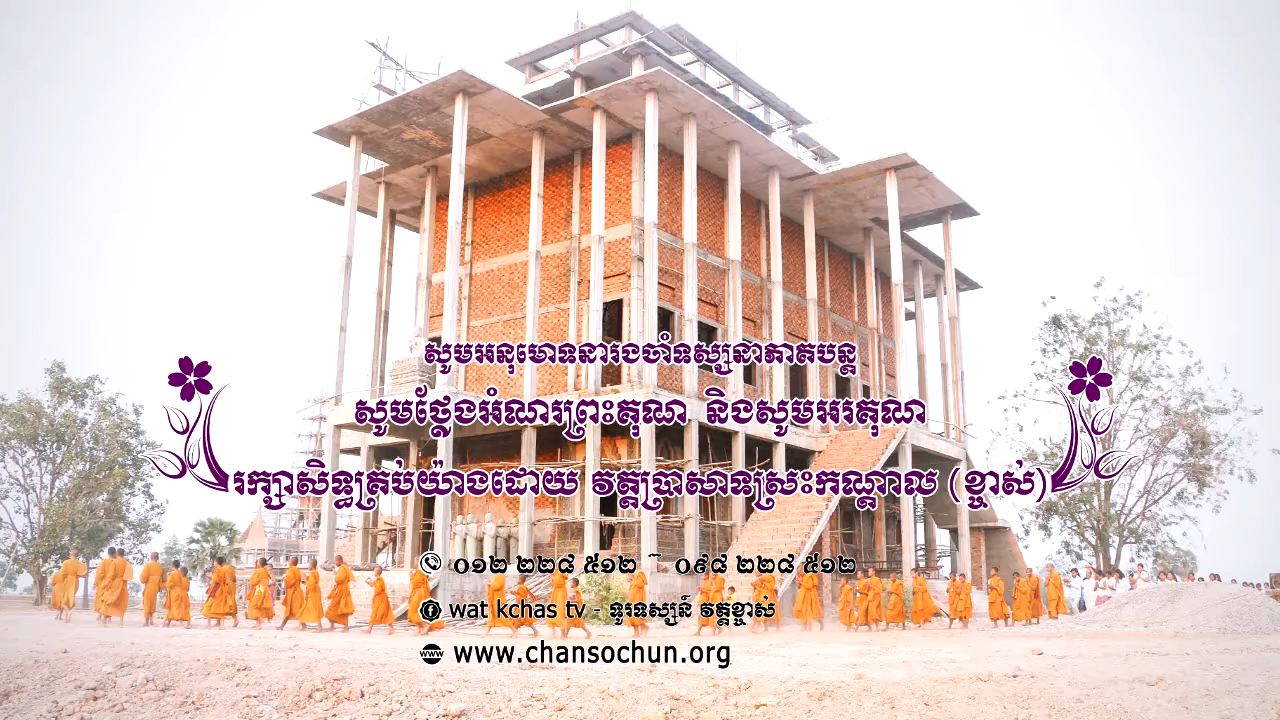 សូមអនុមោទនារងចាំទស្សនាភាគបន្ត
សូមថ្លែងអំណរព្រះគុណ និងសូមអរគុណ
រក្សាសិទ្ធគ្រប់យ៉ាងដោយ វត្តប្រាសាទស្រះកណ្តាល (ខ្ចាស់)
០១២ ២២៨ ៥១២ - ០៩៨ ២២៨ ៥១២
wat kchas tv - ទូរទស្សន៍ វត្តខ្ចាស់
www.chansochun.org